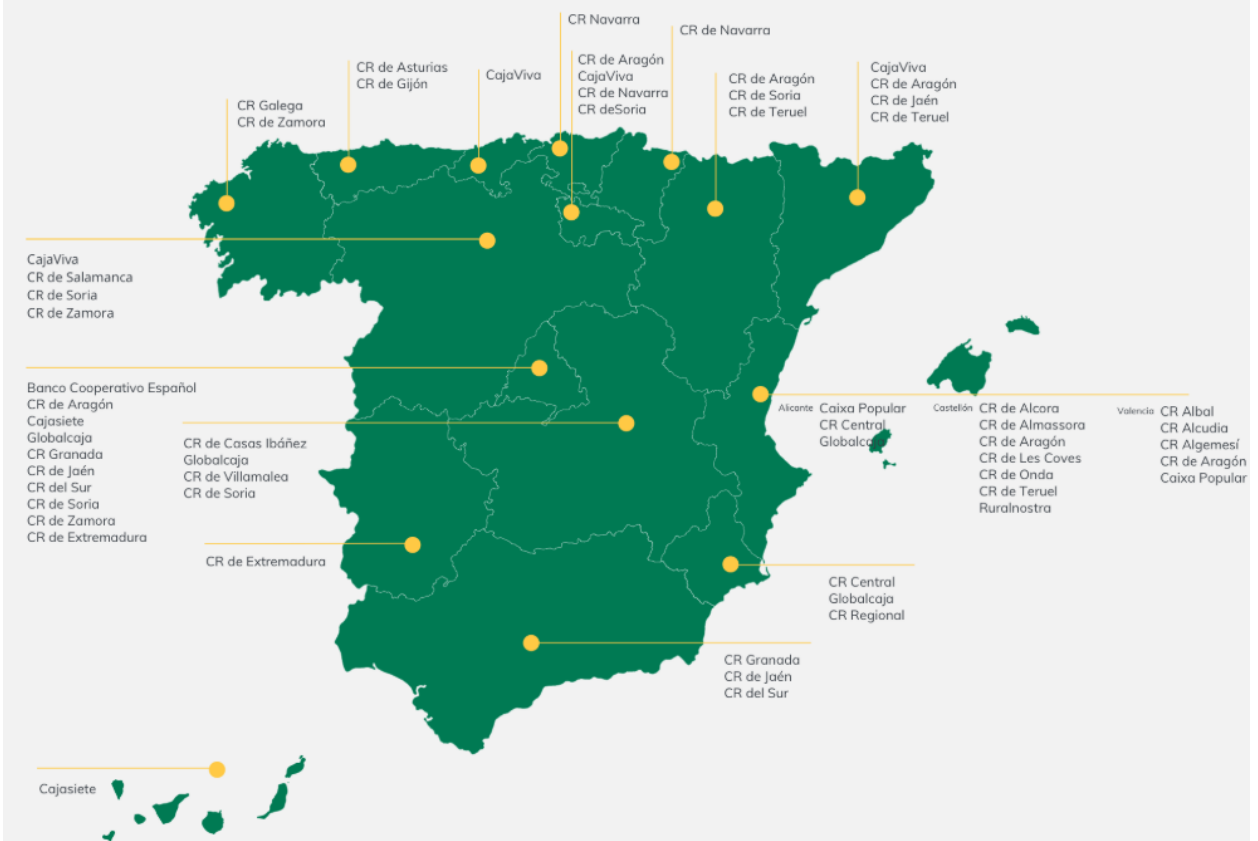 CR Navarra
CR de Navarra
CR de Asturias
CR de Gijón
CajaViva
CR de Aragón
CajaViva
CR de Navarra
CR deSoria
CR de Aragón
CR de Soria
CR de Teruel
CajaViva
CR de Aragón
CR de Jaén
CR de Teruel
CR Galega
CR de Zamora
CajaViva
CR de Salamanca
CR de Soria
CR de Zamora
Banco Cooperativo Español
CR de Aragón
Cajasiete
Globalcaja
CR Granada
CR de Jaén
CR del Sur
CR de Soria
CR de Zamora
CR de Extremadura
CR de Casas Ibáñez
Globalcaja
CR de Villamalea
CR de Soria
Alicante
Caixa Popular
CR Central
Globalcaja
Castellón
CR de Alcora
CR de Almassora
CR de Aragón
CR de Les Coves
CR de Onda
CR de Teruel
Ruralnostra
Valencia
CR Albal
CR Alcudia
CR Algemesí
CR de Aragón
Caixa Popular
CR de Extremadura
CR Central
Globalcaja
CR Regional
CR Granada
CR de Jaén
CR del Sur
Cajasiete